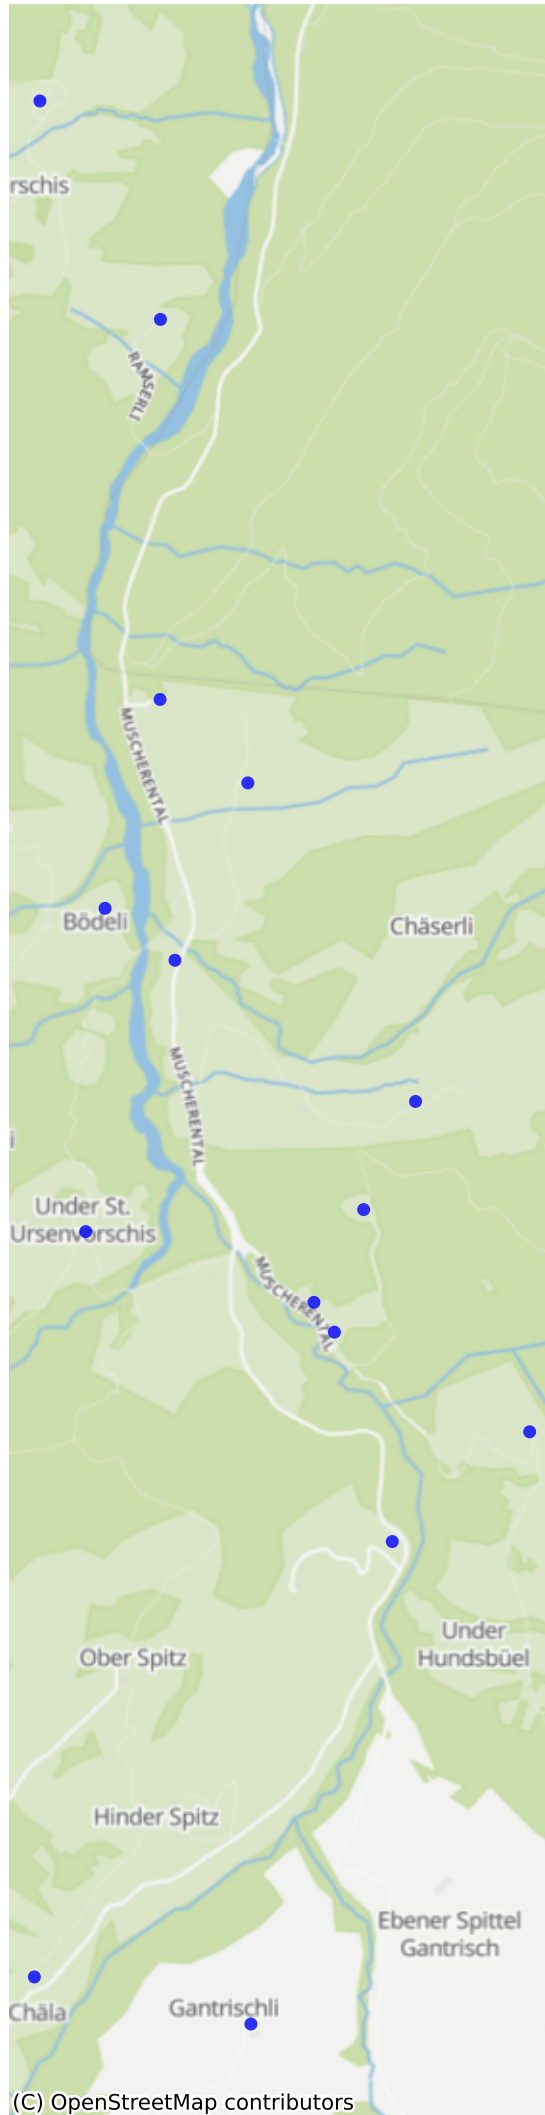 rschis
RAMSERLI
MUSCHERENTAL
Bödeli
Chäserli
MUSCHERENTAL
i
Under St.
Ursenvorschis
MUSCHERENTAL
Under
Hundsbüel
Ober Spitz
Hinder Spitz
Ebener Spittel
Gantrisch
Gantrischli
Chäla
(C) OpenStreetMap contributors